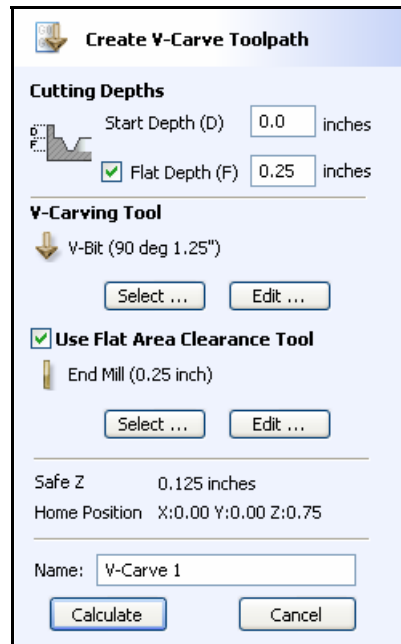 Create V-Carve Toolpath
Cutting Depths
D
F
Start Depth (D) 0.0 inches
Flat Depth (F) 0.25 inches
V-Carving Tool
V-Bit (90 deg 1.25")
Select ... Edit ...
Use Flat Area Clearance Tool
End Mill (0.25 inch)
Select ... Edit ...
Safe Z 0.125 inches
Home Position X:0.00 Y:0.00 Z:0.75
Name: V-Carve 1
Calculate Cancel